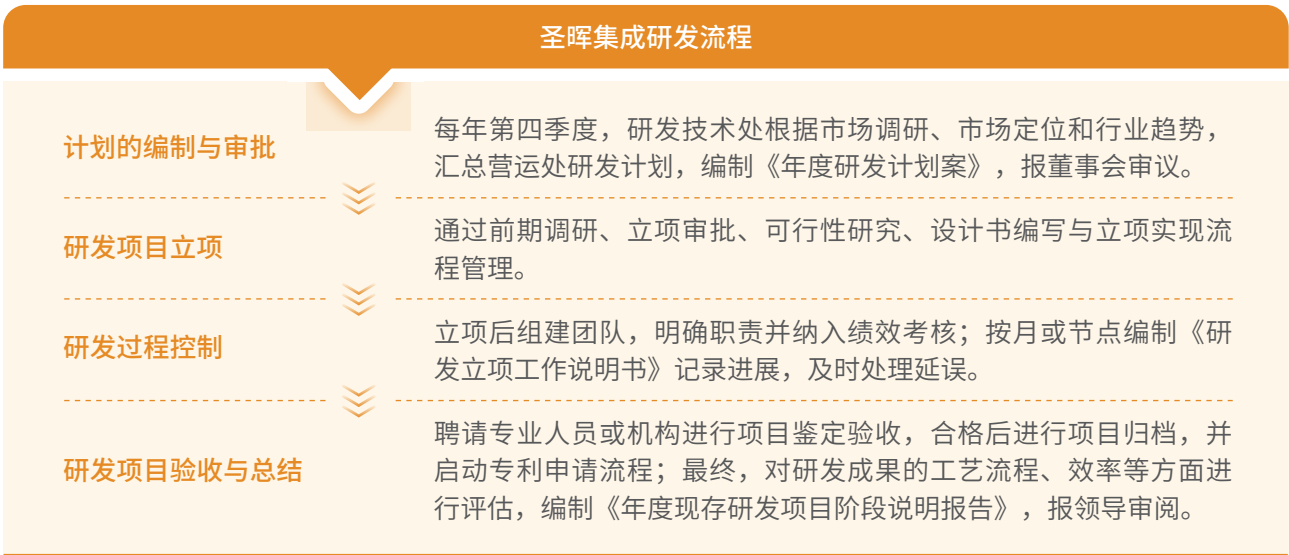 圣晖集成研发流程
计划的编制与审批
每年第四季度，研发技术处根据市场调研、市场定位和行业趋势，
汇总营运处研发计划，编制《年度研发计划案》，报董事会审议。
研发项目立项
通过前期调研、立项审批、可行性研究、设计书编写与立项实现流
程管理。
研发过程控制
立项后组建团队，明确职责并纳入绩效考核；按月或节点编制《研
发立项工作说明书》记录进展，及时处理延误。
研发项目验收与总结
聘请专业人员或机构进行项目鉴定验收，合格后进行项目归档，并
启动专利申请流程；最终，对研发成果的工艺流程、效率等方面进
行评估，编制《年度现存研发项目阶段说明报告》，报领导审阅。